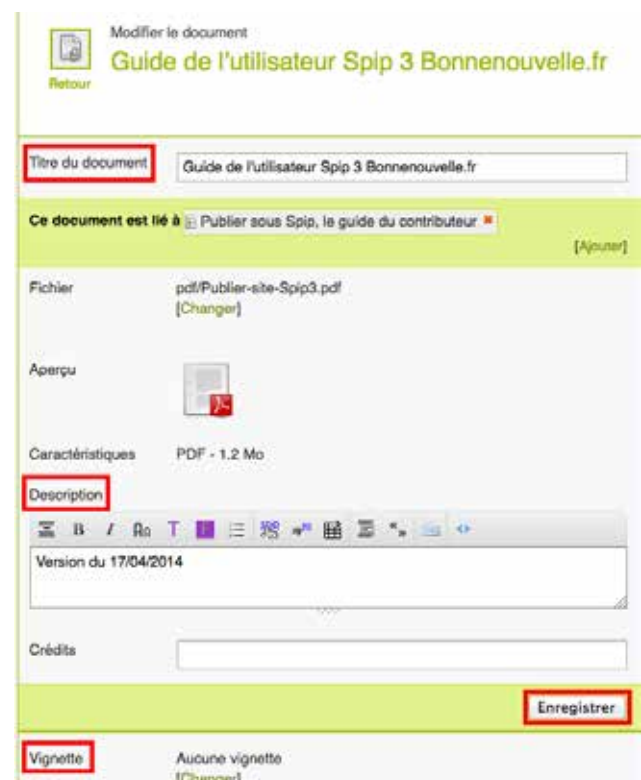 Modifier le document
Guide de l'utilisateur Spip 3 Bonnenouvelle.fr
Retour
Titre du document Guide de l'utilisateur Spip 3 Bonnenouvelle.fr
Ce document est lié à Publier sous Spip, le guide du contributeur
[Ajouter]
Fichier pdf/Publier-site-Spip3.pdf
[Changer]
Aperçu
Caractéristiques PDF - 1.2 Mo
Description
Version du 17/04/2014
Crédits
Enregistrer
Vignette Aucune vignette
[Changer]